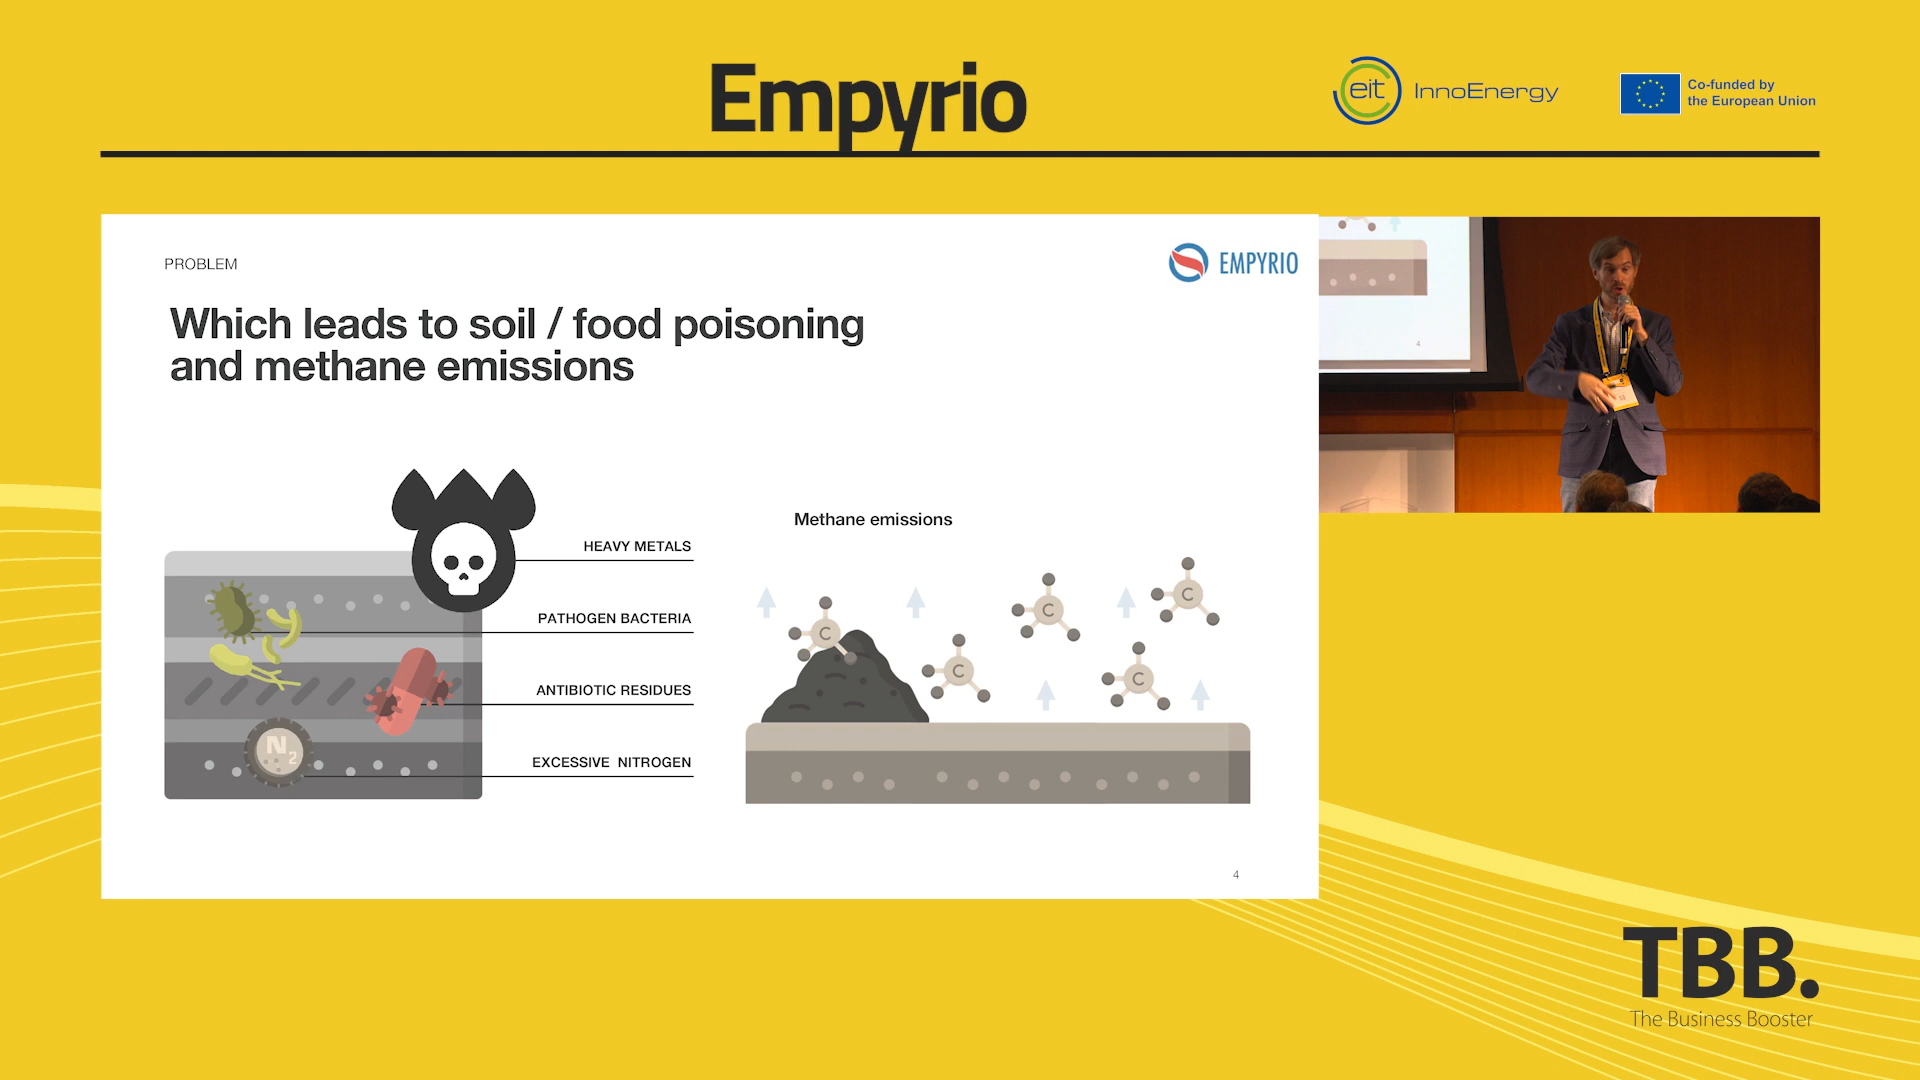 Empyrio
eit InnoEnergy
Co-funded by
the European Union
PROBLEM
EMPYRIO
Which leads to soil / food poisoning
and methane emissions
HEAVY METALS
PATHOGEN BACTERIA
ANTIBIOTIC RESIDUES
EXCESSIVE NITROGEN
N2
Methane emissions
C
C
C
C
C
4
4
TBB.
The Business Booster